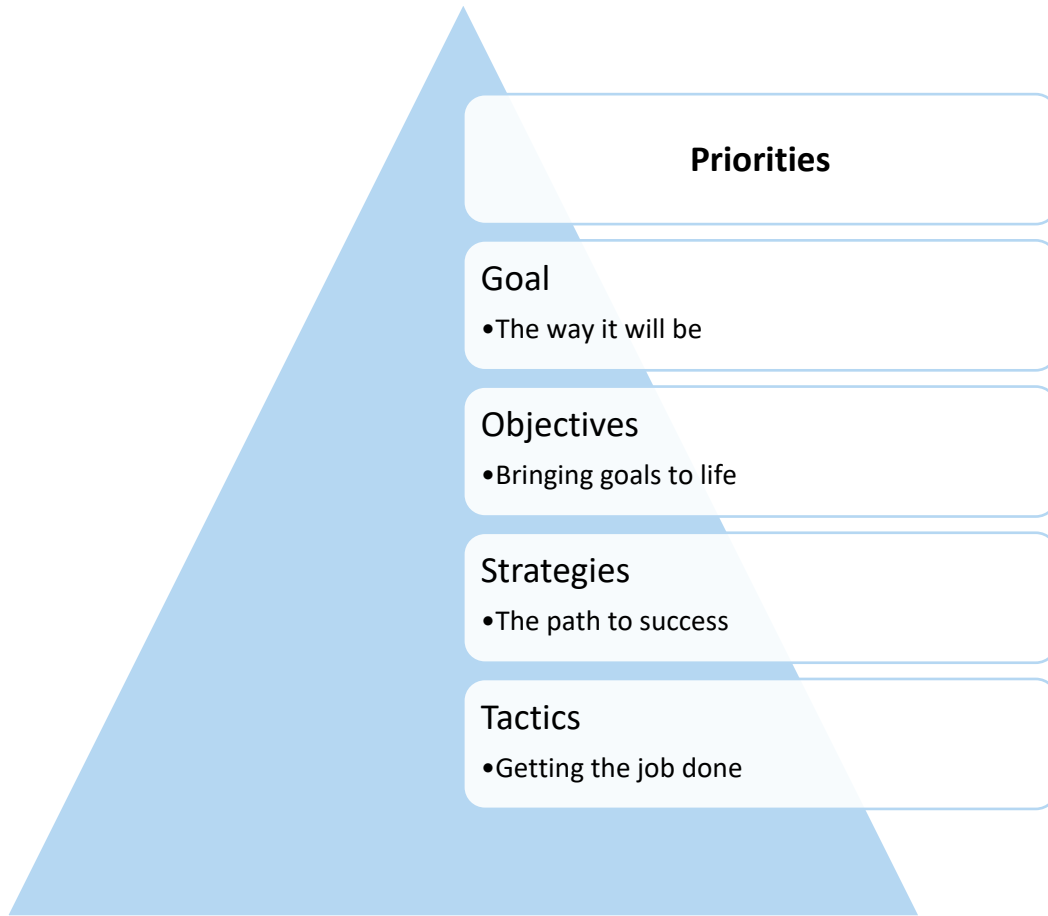 Priorities
Goal
•The way it will be
Objectives
•Bringing goals to life
Strategies
•The path to success
Tactics
•Getting the job done